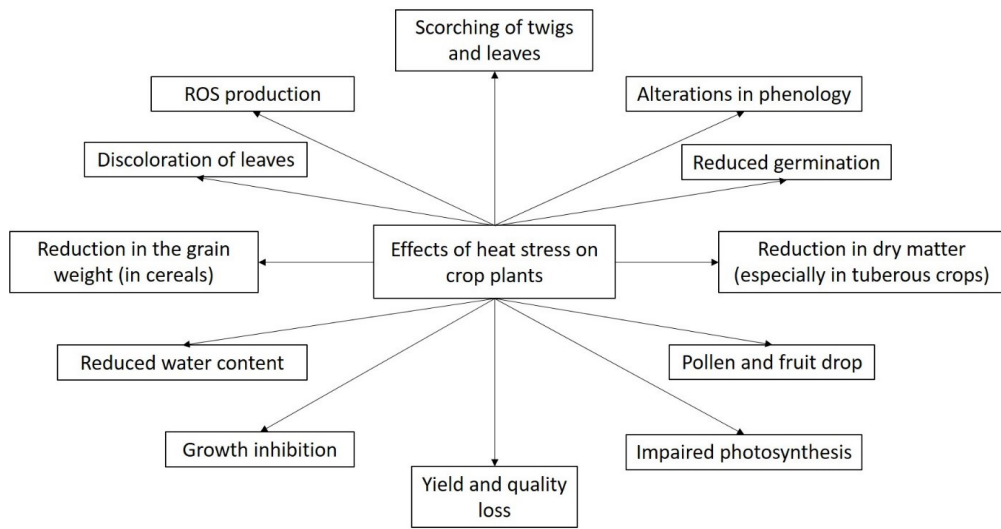 Scorching of twigs
and leaves
ROS production
Alterations in phenology
Discoloration of leaves
Reduced germination
Reduction in the grain
weight (in cereals)
Effects of heat stress on
crop plants
Reduction in dry matter
(especially in tuberous crops)
Reduced water content
Pollen and fruit drop
Growth inhibition
Impaired photosynthesis
Yield and quality
loss